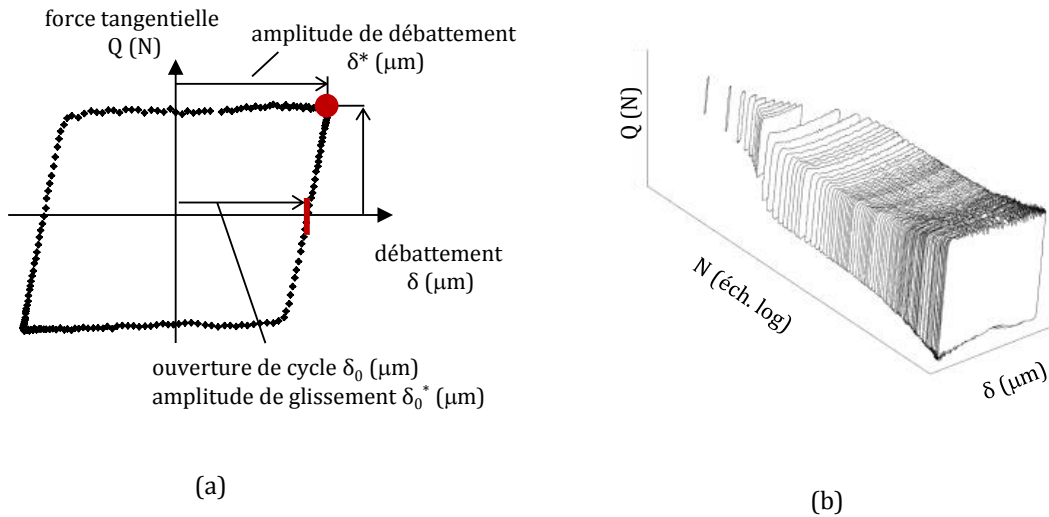 force tangentielle
Q (N)
amplitude de débattement
δ* (μm)
débattement
δ (μm)
ouverture de cycle δ₀ (μm)
amplitude de glissement δ₀* (μm)
(a)
Q (N)
N (éch. log)
δ (μm)
(b)